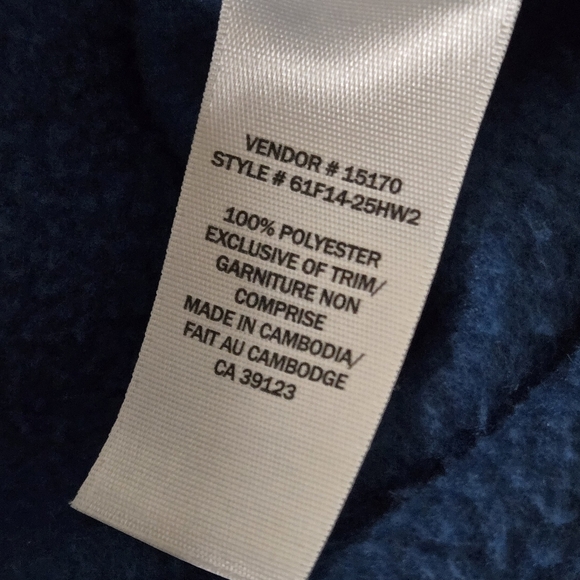 VENDOR # 15170
STYLE # 61F14-25HW2
100% POLYESTER
EXCLUSIVE OF TRIM/
GARNITURE NON
COMPRISE
MADE IN CAMBODIA/
FAIT AU CAMBODGE
CA 39123